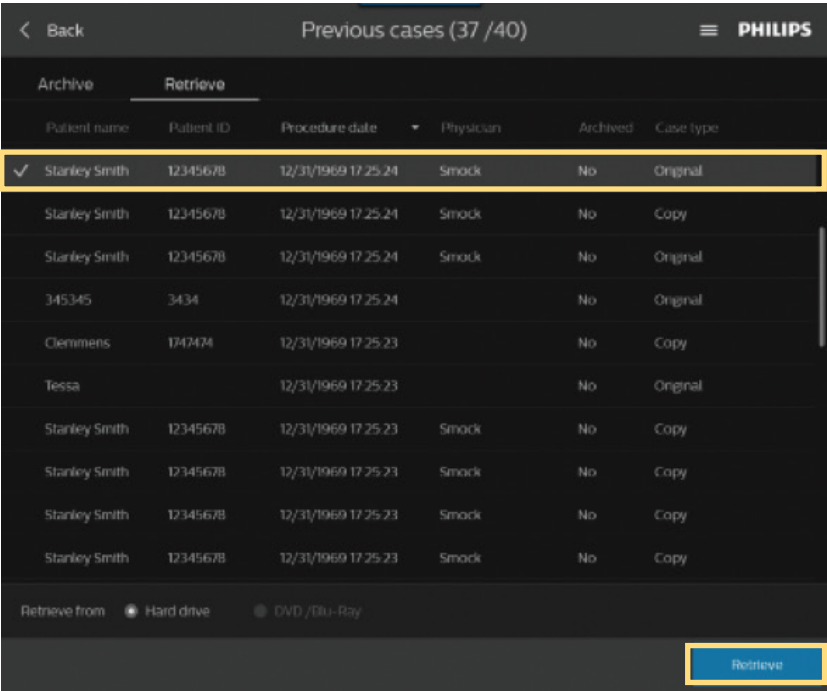 Back Previous cases (37 /40) PHILIPS
Archive Retrieve
Patient name Patient ID Procedure date Physician Archived Case type
Stanley Smith 12345678 12/31/1969 17:25:24 Smock No Original
Stanley Smith 12345678 12/31/1969 17:25:24 Smock No Copy
Stanley Smith 12345678 12/31/1969 17:25:24 Smock No Original
345345 3434 12/31/1969 17:25:24 No Original
Clemmens 1747474 12/31/1969 17:25:23 No Copy
Tessa 12/31/1969 17:25:23 No Original
Stanley Smith 12345678 12/31/1969 17:25:23 Smock No Copy
Stanley Smith 12345678 12/31/1969 17:25:23 Smock No Copy
Stanley Smith 12345678 12/31/1969 17:25:23 Smock No Copy
Stanley Smith 12345678 12/31/1969 17:25:23 Smock No Copy
Retrieve from Hard drive DVD /Blu-Ray
Retrieve